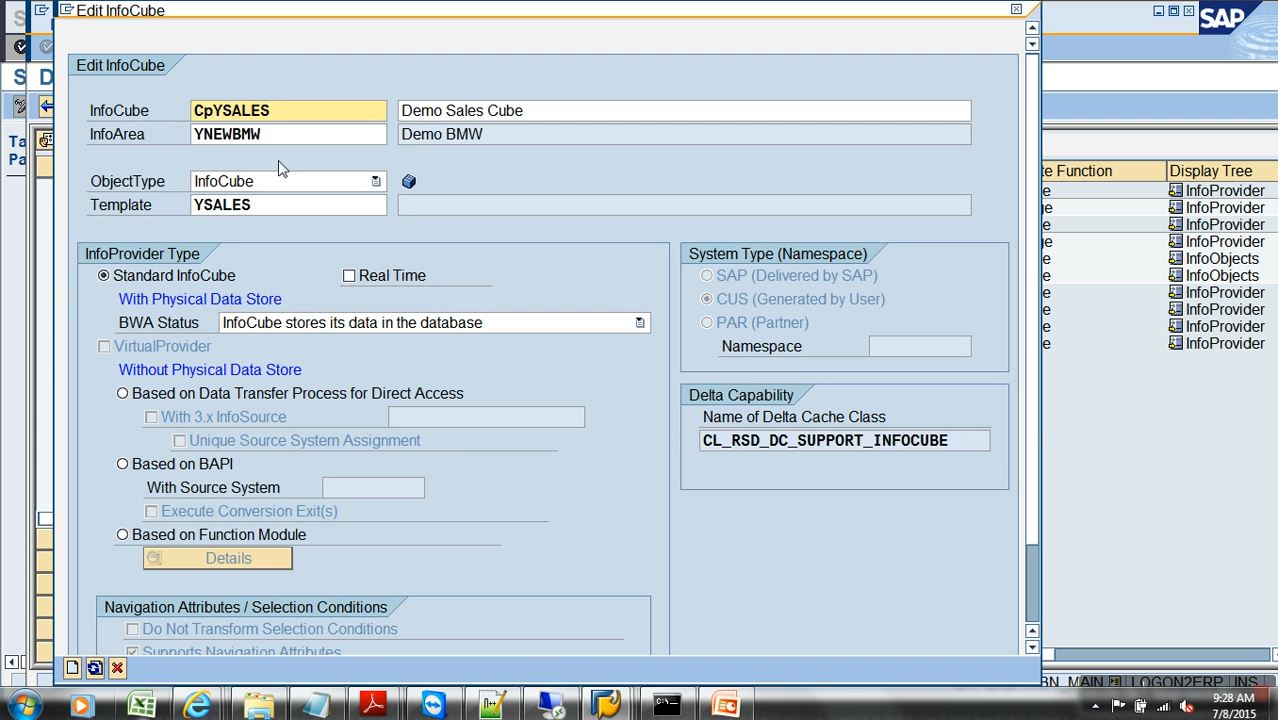 Edit InfoCube
SAP
Edit InfoCube
InfoCube CpYSALES Demo Sales Cube
InfoArea YNEWBMW Demo BMW
ObjectType InfoCube
Template YSALES
InfoProvider Type
Standard InfoCube Real Time
With Physical Data Store
BWA Status InfoCube stores its data in the database
VirtualProvider
Without Physical Data Store
Based on Data Transfer Process for Direct Access
With 3.x InfoSource
Unique Source System Assignment
Based on BAPI
With Source System
Execute Conversion Exit(s)
Based on Function Module
Details
Navigation Attributes / Selection Conditions
Do Not Transform Selection Conditions
Supports Navigation Attributes
System Type (Namespace)
SAP (Delivered by SAP)
CUS (Generated by User)
PAR (Partner)
Namespace
Delta Capability
Name of Delta Cache Class
CL_RSD_DC_SUPPORT_INFOCUBE
S D
Ta
Pa
te Function Display Tree
e InfoProvider
ge InfoProvider
e InfoProvider
ge InfoProvider
e InfoObjects
e InfoObjects
e InfoProvider
e InfoProvider
e InfoProvider
e InfoProvider
BN_MAIN LOGON2ERP INS
9:28 AM
7/8/2015